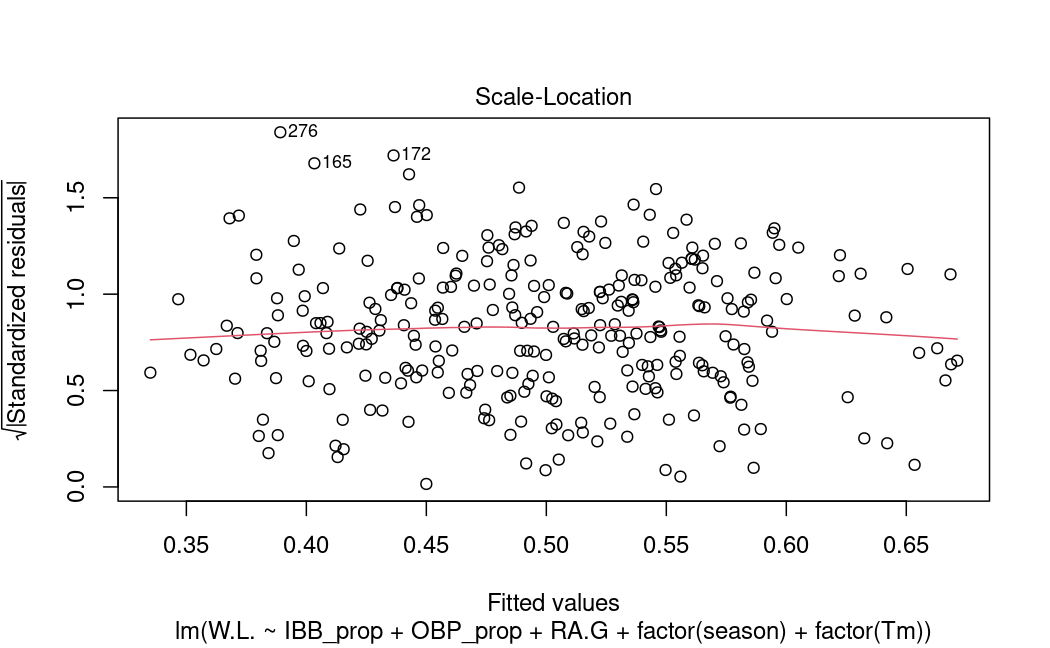 Scale-Location
276
172
165
√|Standardized residuals|
1.5
1.0
0.5
0.0
0.35 0.40 0.45 0.50 0.55 0.60 0.65
Fitted values
lm(W.L. ~ IBB_prop + OBP_prop + RA.G + factor(season) + factor(Tm))